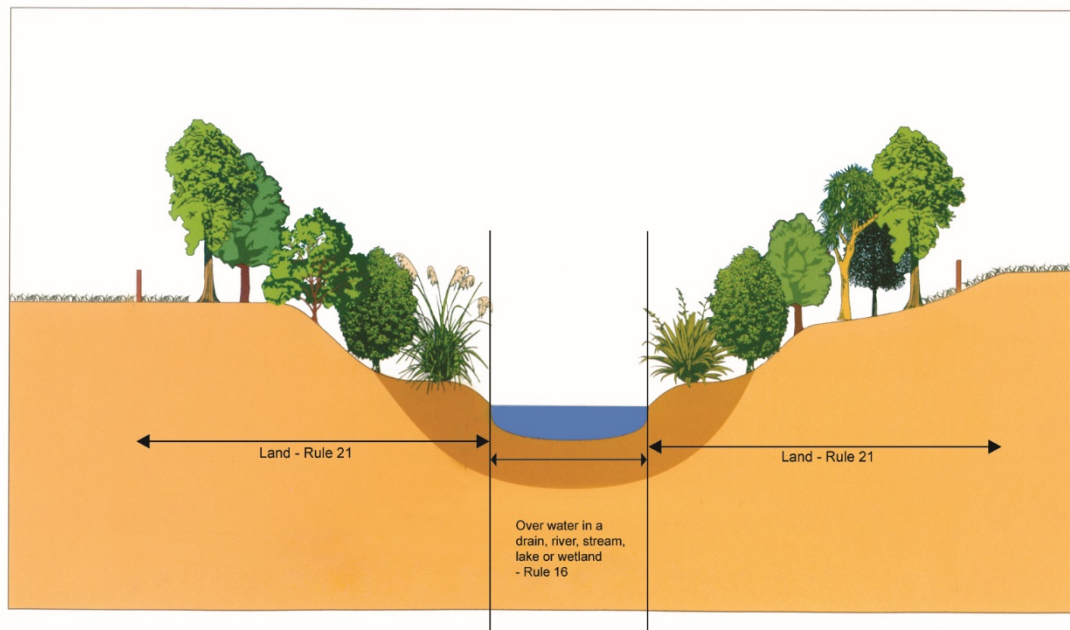 Land - Rule 21
Land - Rule 21
Over water in a
drain, river, stream,
lake or wetland
- Rule 16